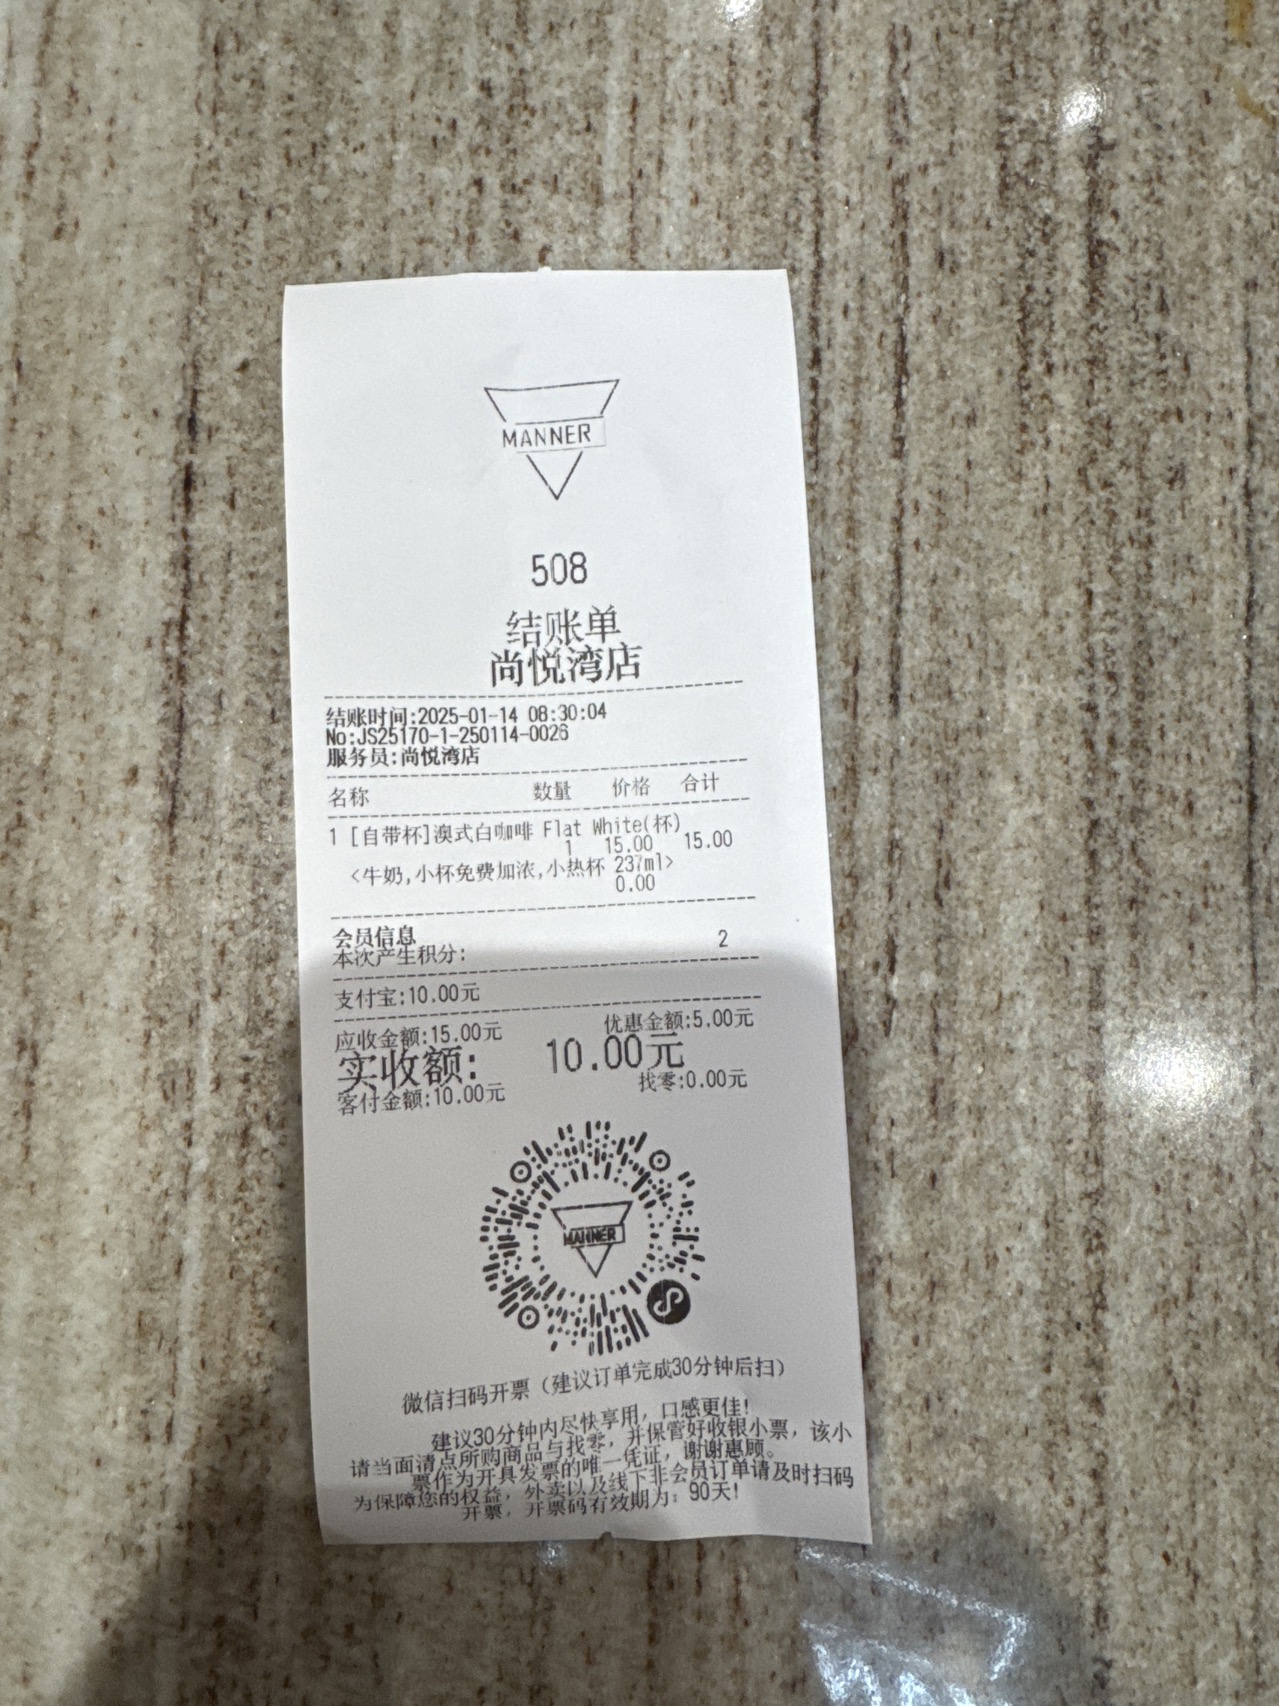 MANNER
508
结账单
尚悦湾店
结账时间:2025-01-14 08:30:04
No:JS25170-1-250114-0026
服务员:尚悦湾店
名称 数量 价格 合计
1 [自带杯]澳式白咖啡 Flat White(杯)
1 15.00 15.00
<牛奶,小杯免费加浓,小热杯 237ml>
0.00
会员信息
本次产生积分: 2
支付宝:10.00元
应收金额:15.00元 优惠金额:5.00元
实收额: 10.00元
客付金额:10.00元 找零:0.00元
MANNER
微信扫码开票（建议订单完成30分钟后扫）
建议30分钟内尽快享用，口感更佳！
请当面清点所购商品与找零，并保管好收银小票，该小
票作为开具发票的唯一凭证，谢谢惠顾。
为保障您的权益，外卖以及线下非会员订单请及时扫码
开票，开票码有效期为：90天！